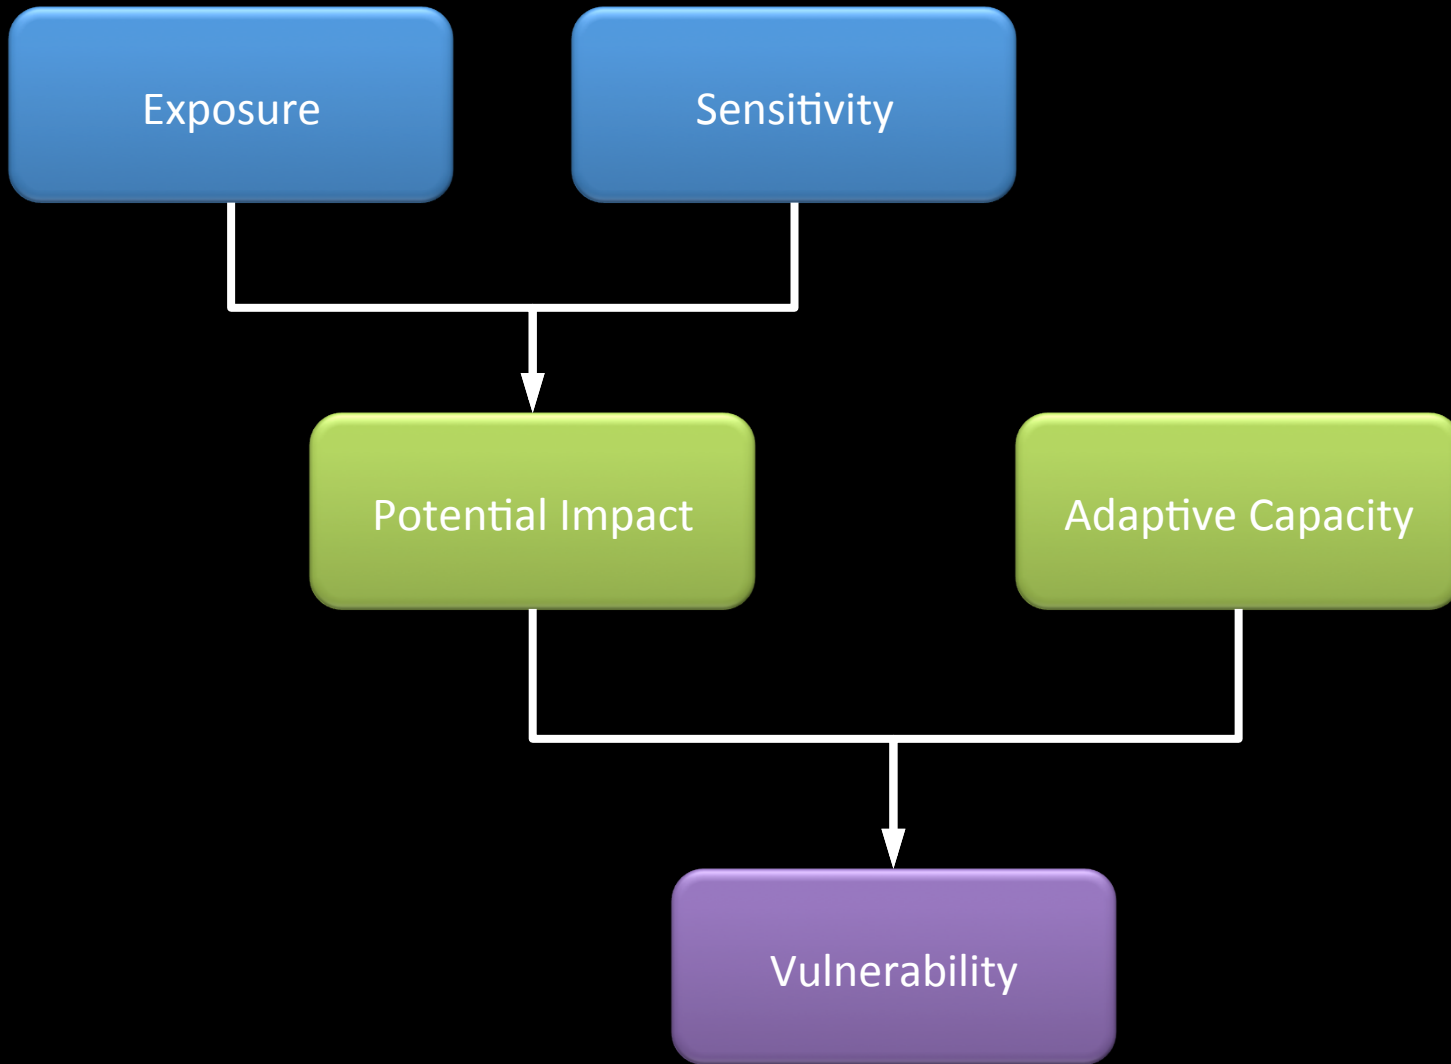 Exposure
Sensitivity
Potential Impact
Adaptive Capacity
Vulnerability